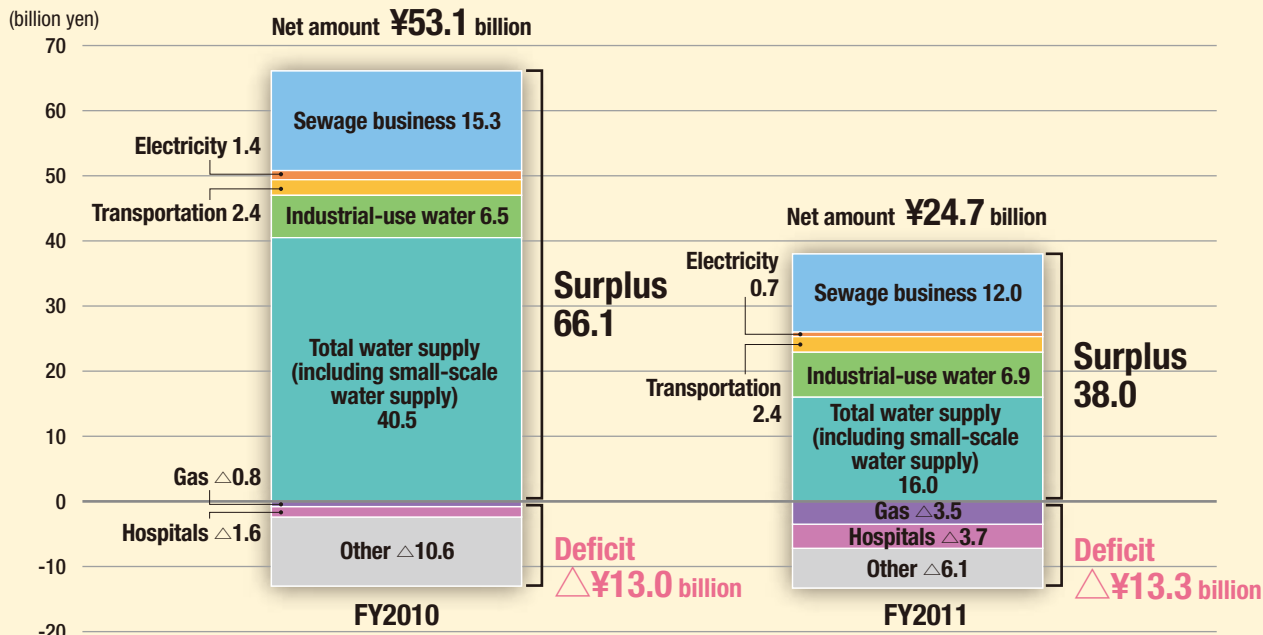 (billion yen)
70
60
50
40
30
20
10
0
-10
-20
Net amount ¥53.1 billion
Sewage business 15.3
Electricity 1.4
Transportation 2.4
Industrial-use water 6.5
Total water supply
(including small-scale
water supply)
40.5
Surplus
66.1
Gas △0.8
Hospitals △1.6
Other △10.6
Deficit
△¥13.0 billion
FY2010
Net amount ¥24.7 billion
Sewage business 12.0
Electricity
0.7
Transportation
2.4
Industrial-use water 6.9
Total water supply
(including small-scale
water supply)
16.0
Surplus
38.0
Gas △3.5
Hospitals △3.7
Other △6.1
Deficit
△¥13.3 billion
FY2011